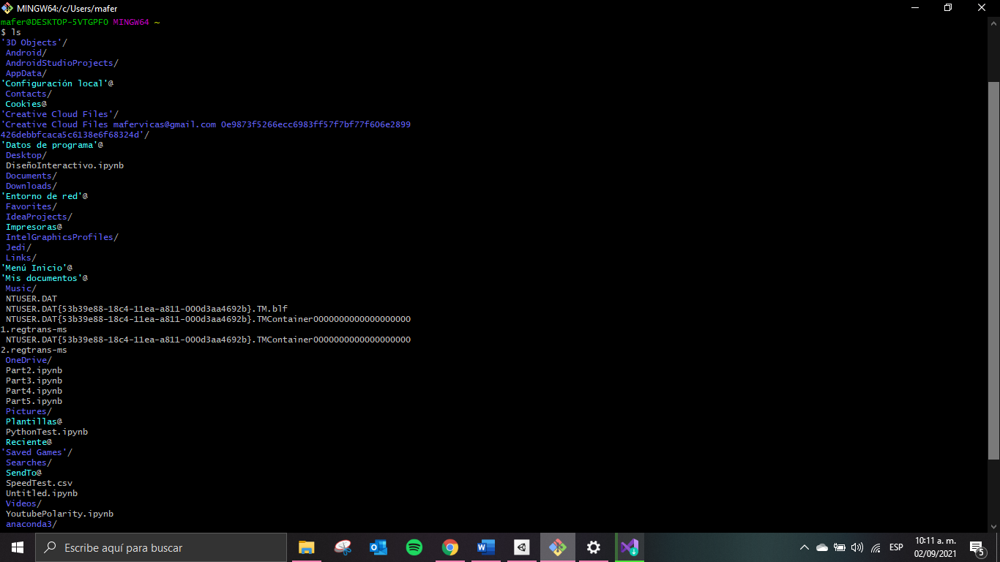 MINGW64:/c/Users/mafer
mafer@DESKTOP-5VTGPFO MINGW64 ~
$ ls
'3D Objects'/
Android/
AndroidStudioProjects/
AppData/
'Configuración local'@
Contacts/
Cookies@
'Creative Cloud Files'/
'Creative Cloud Files mafervicas@gmail.com 0e9873f5266ecc6983ff57f7bf77f606e2899
426debbfcaca5c6138e6f68324d'/
'Datos de programa'@
Desktop/
DiseñoInteractivo.ipynb
Documents/
Downloads/
'Entorno de red'@
Favorites/
IdeaProjects/
Impresoras@
IntelGraphicsProfiles/
Jedi/
Links/
'Menú Inicio'@
'Mis documentos'@
Music/
NTUSER.DAT
NTUSER.DAT{53b39e88-18c4-11ea-a811-000d3aa4692b}.TM.blf
NTUSER.DAT{53b39e88-18c4-11ea-a811-000d3aa4692b}.TMContainer0000000000000000000
1.regtrans-ms
NTUSER.DAT{53b39e88-18c4-11ea-a811-000d3aa4692b}.TMContainer0000000000000000000
2.regtrans-ms
OneDrive/
Part2.ipynb
Part3.ipynb
Part4.ipynb
Part5.ipynb
Pictures/
Plantillas@
PythonTest.ipynb
Reciente@
'Saved Games'/
Searches/
SendTo@
SpeedTest.csv
Untitled.ipynb
Videos/
YoutubePolarity.ipynb
anaconda3/
Escribe aquí para buscar
ESP
10:11 a. m.
02/09/2021
5